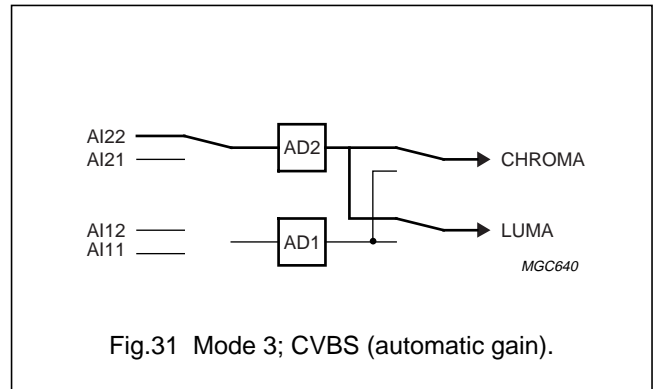 AI22
AI21
AD2
CHROMA
AI12
AI11
AD1
LUMA
MGC640
Fig.31 Mode 3; CVBS (automatic gain).